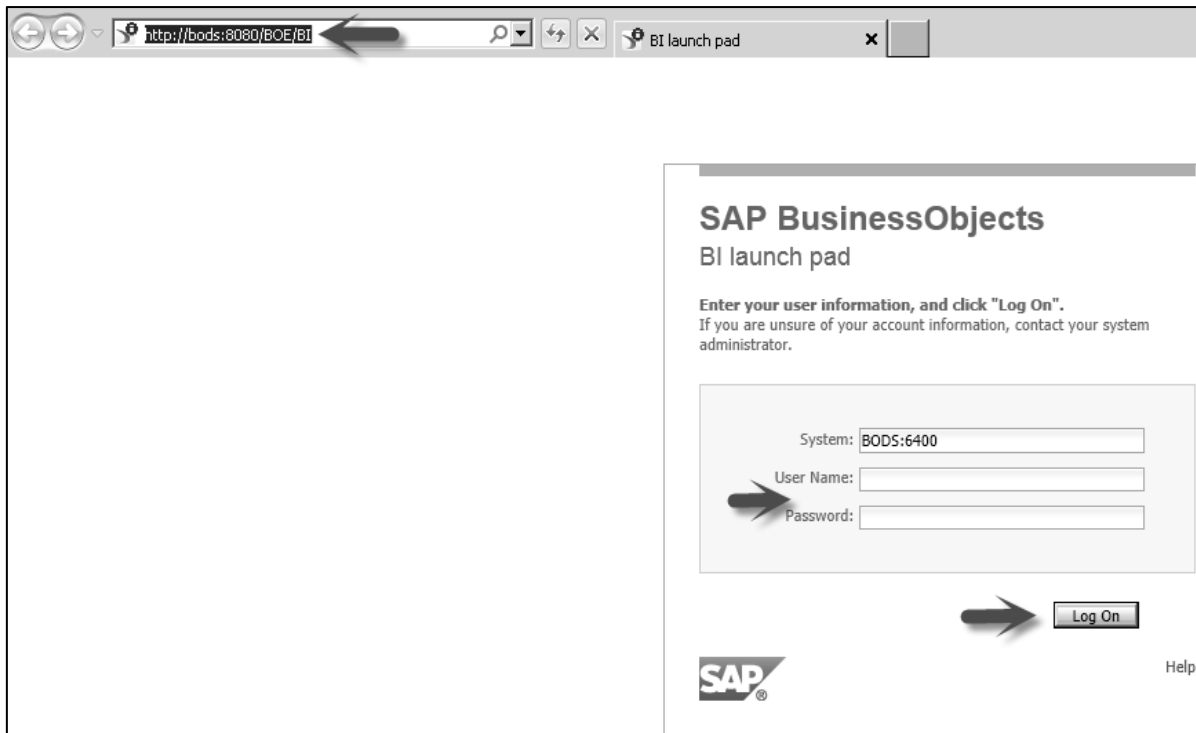 http://bods:8080/BOE/BI
BI launch pad
SAP BusinessObjects
BI launch pad
Enter your user information, and click "Log On".
If you are unsure of your account information, contact your system
administrator.
System: BODS:6400
User Name:
Password:
Log On
SAP®
Help